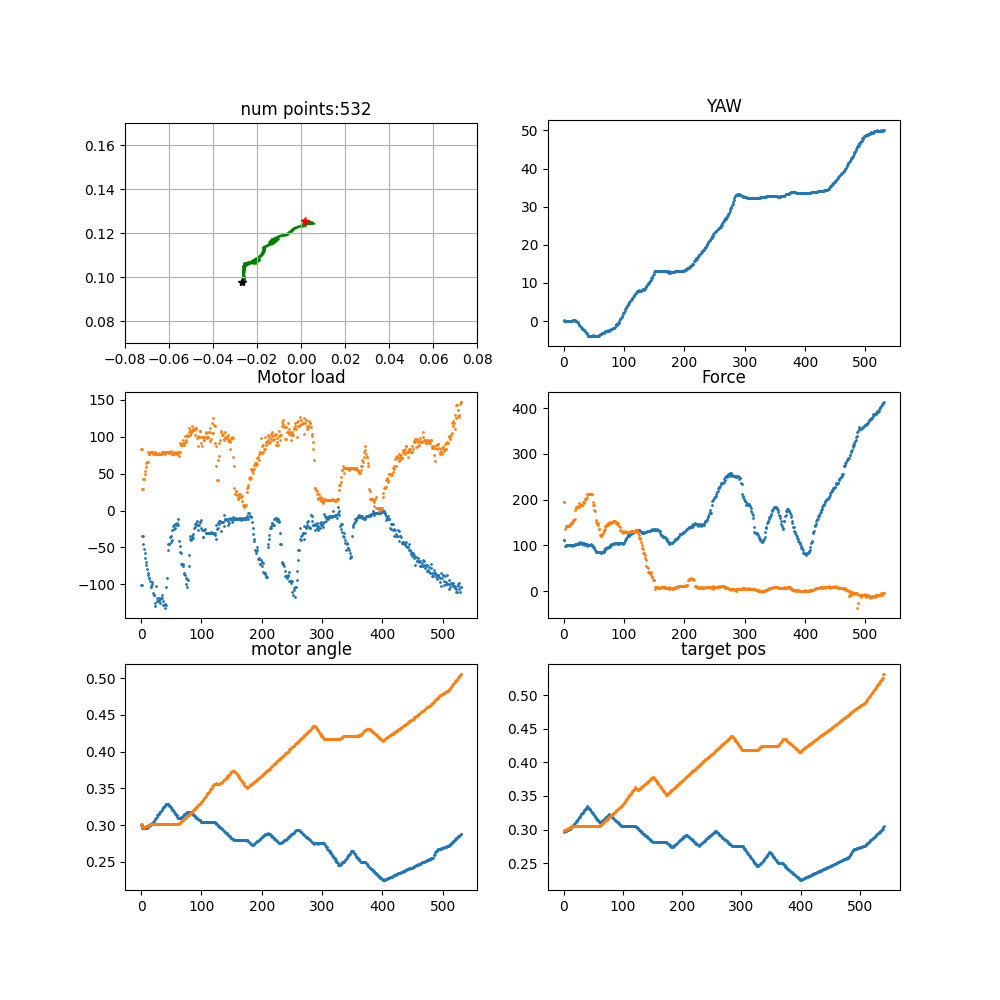 num points:532
YAW
0.16
0.14
0.12
0.10
0.08
−0.08 −0.06 −0.04 −0.02 0.00 0.02 0.04 0.06 0.08
50
40
30
20
10
0
0 100 200 300 400 500
Motor load
Force
150
100
50
0
−50
−100
0 100 200 300 400 500
400
300
200
100
0
0 100 200 300 400 500
motor angle
target pos
0.50
0.45
0.40
0.35
0.30
0.25
0 100 200 300 400 500
0.50
0.45
0.40
0.35
0.30
0.25
0 100 200 300 400 500